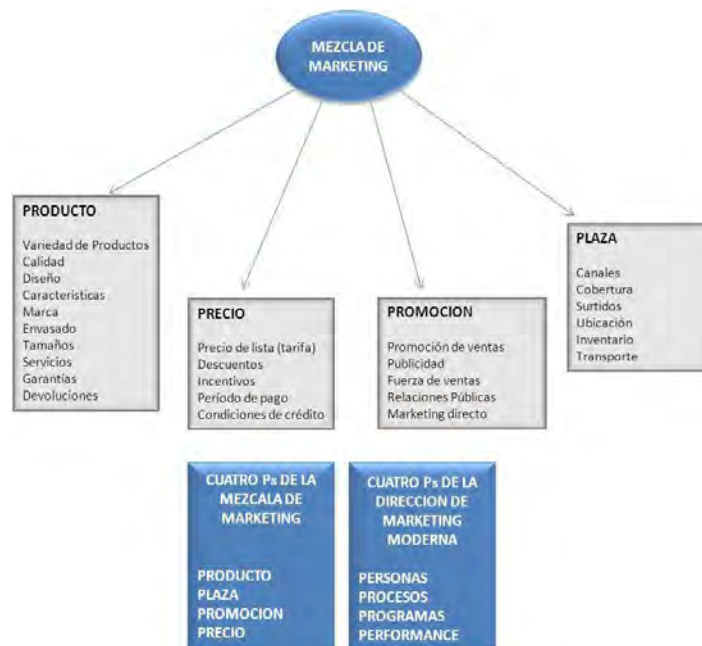 MEZCLA DE
MARKETING
PRODUCTO
Variedad de Productos
Calidad
Diseño
Características
Marca
Envasado
Tamaños
Servicios
Garantías
Devoluciones
PRECIO
Precio de lista (tarifa)
Descuentos
Incentivos
Período de pago
Condiciones de crédito
PROMOCION
Promoción de ventas
Publicidad
Fuerza de ventas
Relaciones Públicas
Marketing directo
PLAZA
Canales
Cobertura
Surtidos
Ubicación
Inventario
Transporte
CUATRO Ps DE LA
MEZCALA DE
MARKETING
PRODUCTO
PLAZA
PROMOCION
PRECIO
CUATRO Ps DE LA
DIRECCION DE
MARKETING
MODERNA
PERSONAS
PROCESOS
PROGRAMAS
PERFORMANCE